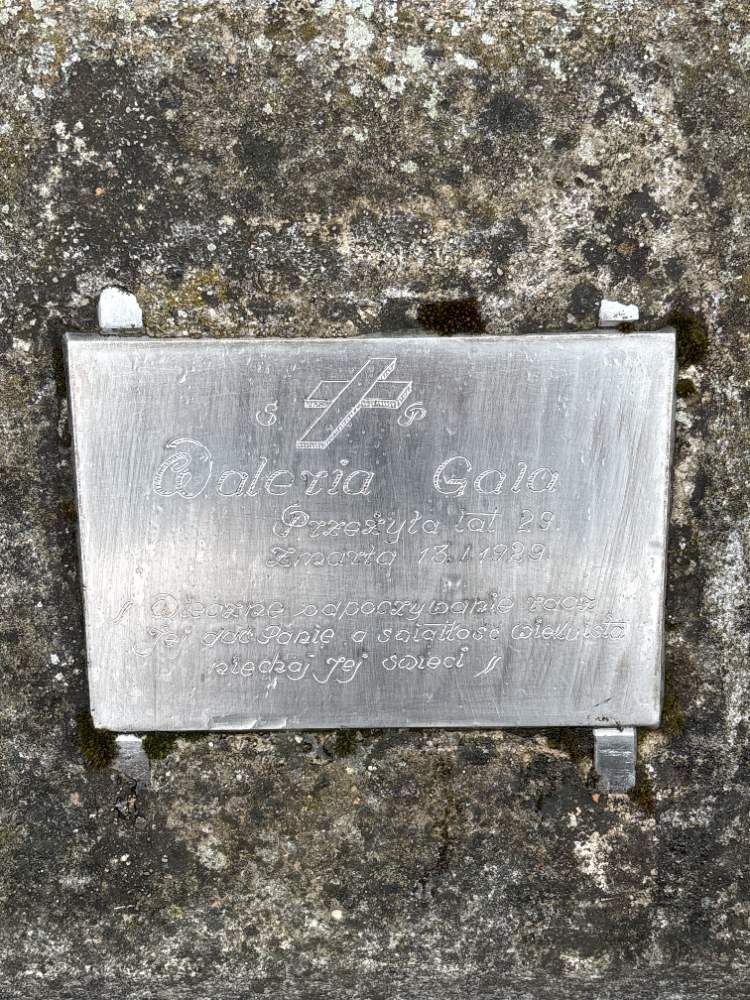 Ś P
Waleria Gala
Przeżyła lat 29.
zmarła 13.1.1929.
„ Wieczne odpoczywanie racz
Jej dać Panie a światłość wiekuista
niechaj Jej świeci „